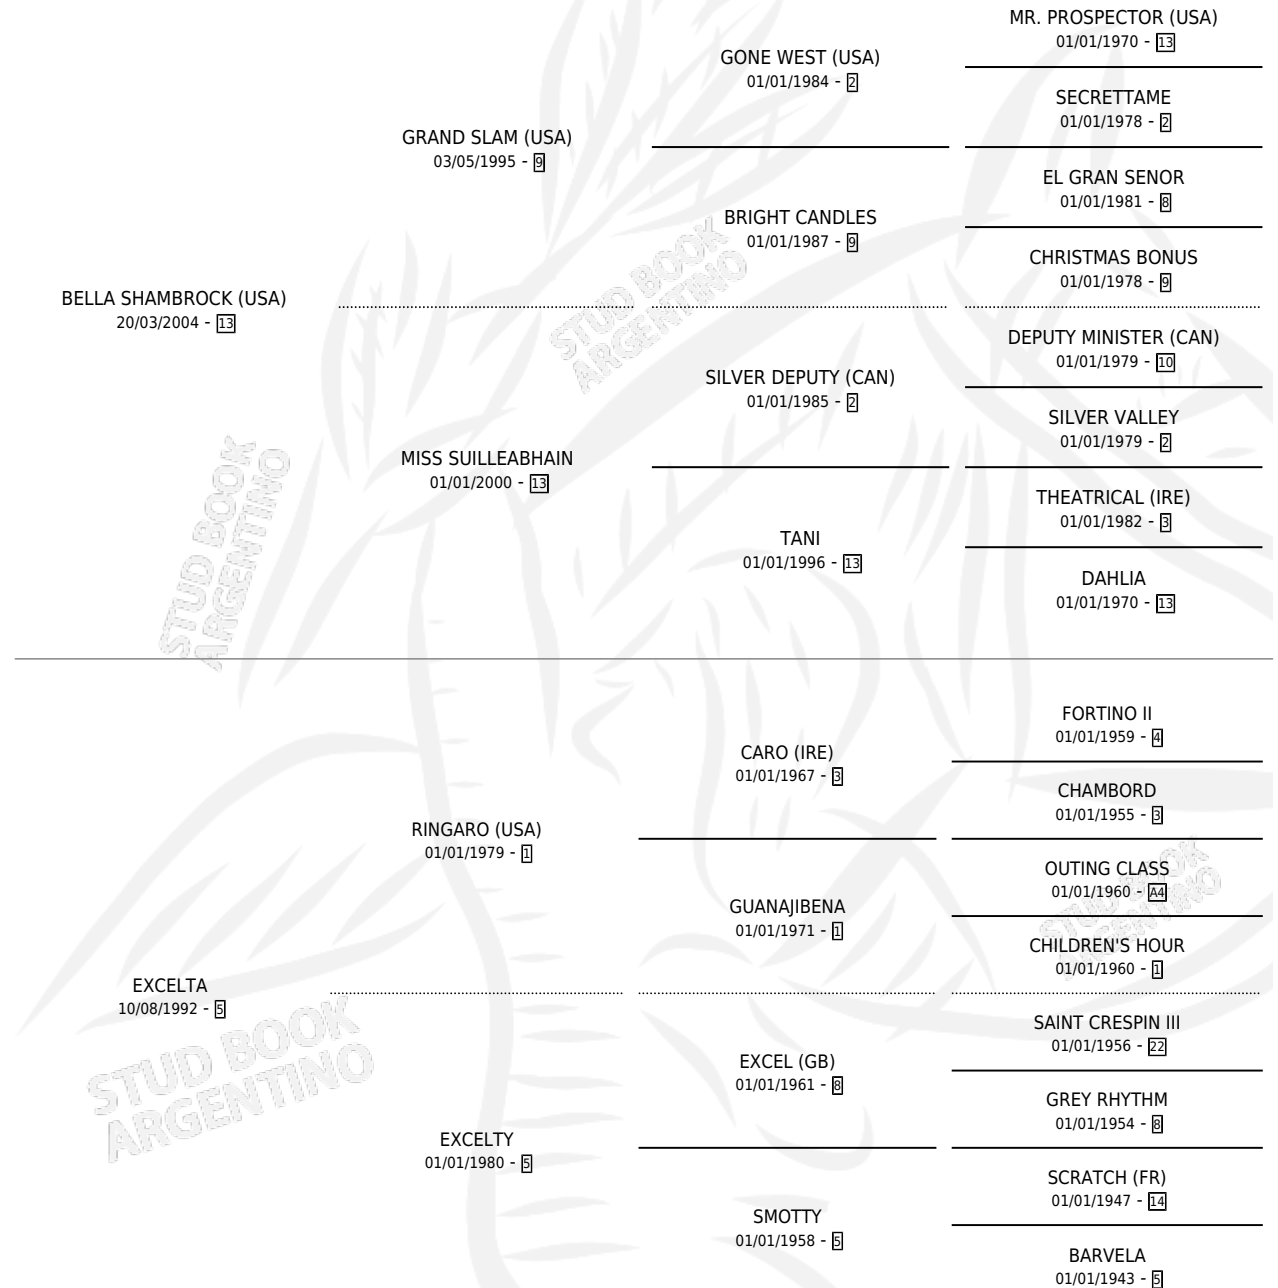 MR. PROSPECTOR (USA)
01/01/1970 - 13
GONE WEST (USA)
01/01/1984 - 2
SECRETTAME
01/01/1978 - 2
GRAND SLAM (USA)
03/05/1995 - 9
EL GRAN SENOR
01/01/1981 - 8
BRIGHT CANDLES
01/01/1987 - 9
CHRISTMAS BONUS
01/01/1978 - 9
BELLA SHAMBROCK (USA)
20/03/2004 - 13
STUD BOOK
ARGENTINO
DEPUTY MINISTER (CAN)
01/01/1979 - 10
SILVER DEPUTY (CAN)
01/01/1985 - 2
SILVER VALLEY
01/01/1979 - 2
MISS SUILLEABHAIN
01/01/2000 - 13
THEATRICAL (IRE)
01/01/1982 - 3
TANI
01/01/1996 - 13
DAHLIA
01/01/1970 - 13
STUD BOOK
ARGENTINO
FORTINO II
01/01/1959 - 4
CARO (IRE)
01/01/1967 - 3
CHAMBORD
01/01/1955 - 3
RINGARO (USA)
01/01/1979 - 1
OUTING CLASS
01/01/1960 - A4
GUANAJIBENA
01/01/1971 - 1
STUD BOOK
ARGENTINO
CHILDREN'S HOUR
01/01/1960 - 1
EXCELTA
10/08/1992 - 5
SAINT CRESPIN III
01/01/1956 - 22
EXCEL (GB)
01/01/1961 - 8
STUD BOOK
ARGENTINO
GREY RHYTHM
01/01/1954 - 8
EXCELTY
01/01/1980 - 5
SCRATCH (FR)
01/01/1947 - 14
SMOTTY
01/01/1958 - 5
BARVELA
01/01/1943 - 5